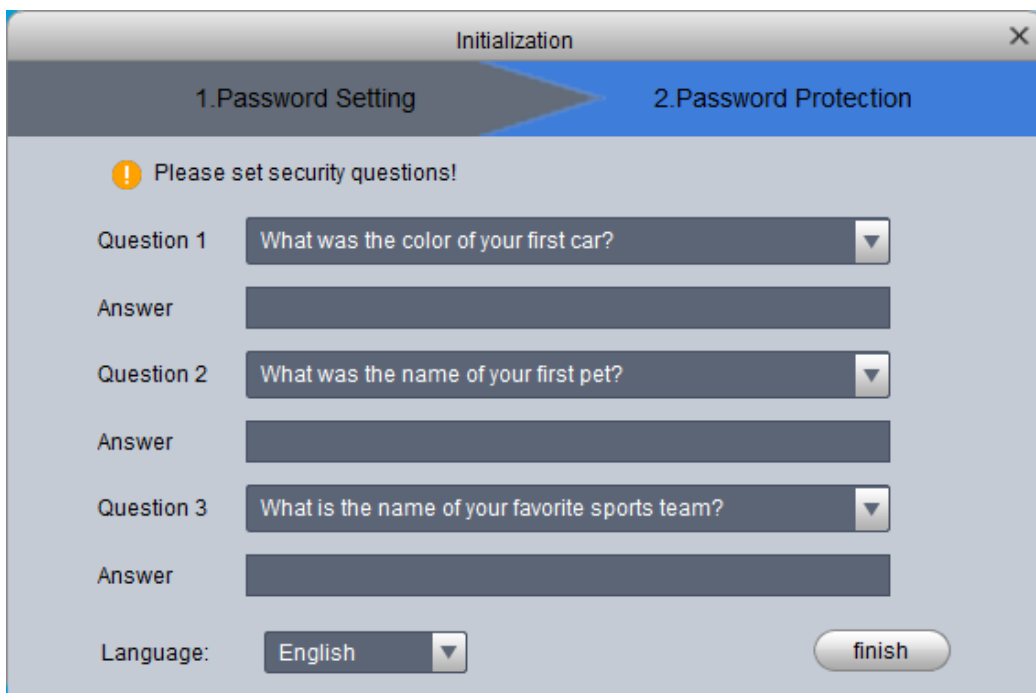 Initialization
1.Password Setting
2.Password Protection
Please set security questions!
Question 1 What was the color of your first car?
Answer
Question 2 What was the name of your first pet?
Answer
Question 3 What is the name of your favorite sports team?
Answer
Language: English finish